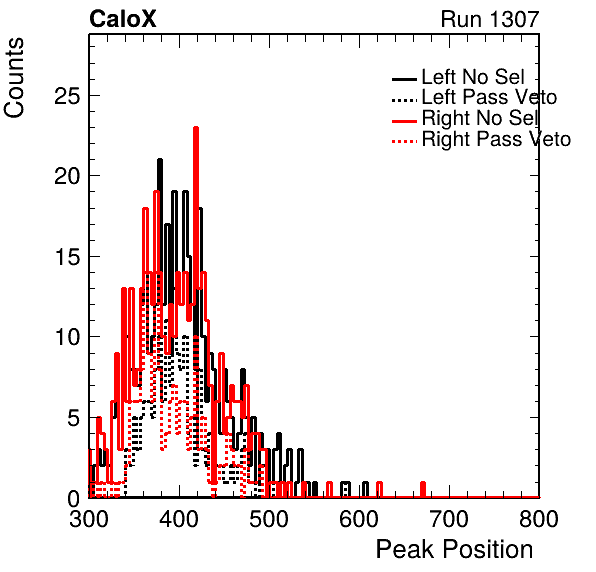 CaloX Run 1307
Counts
Left No Sel
Left Pass Veto
Right No Sel
Right Pass Veto
25
20
15
10
5
0
300 400 500 600 700 800
Peak Position